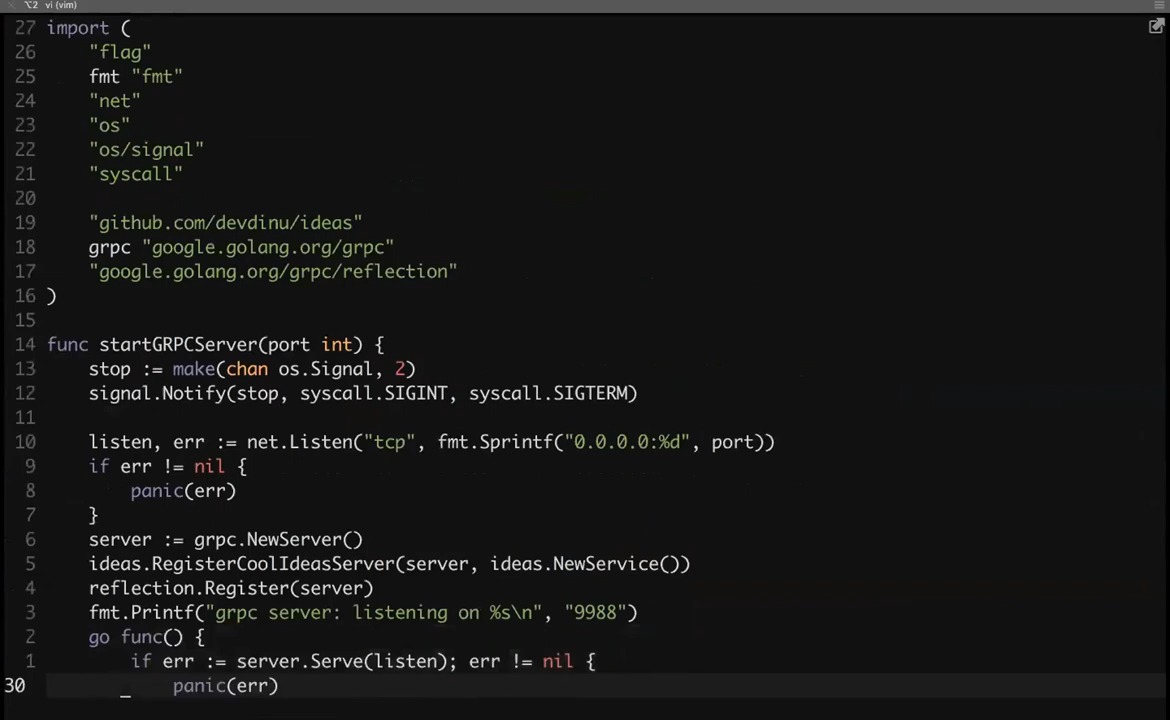 ⌥2 vi (vim)
27 import (
26 "flag"
25 fmt "fmt"
24 "net"
23 "os"
22 "os/signal"
21 "syscall"
20
19 "github.com/devdinu/ideas"
18 grpc "google.golang.org/grpc"
17 "google.golang.org/grpc/reflection"
16 )
15
14 func startGRPCServer(port int) {
13 stop := make(chan os.Signal, 2)
12 signal.Notify(stop, syscall.SIGINT, syscall.SIGTERM)
11
10 listen, err := net.Listen("tcp", fmt.Sprintf("0.0.0.0:%d", port))
9 if err != nil {
8 panic(err)
7 }
6 server := grpc.NewServer()
5 ideas.RegisterCoolIdeasServer(server, ideas.NewService())
4 reflection.Register(server)
3 fmt.Printf("grpc server: listening on %s\n", "9988")
2 go func() {
1 if err := server.Serve(listen); err != nil {
30 panic(err)